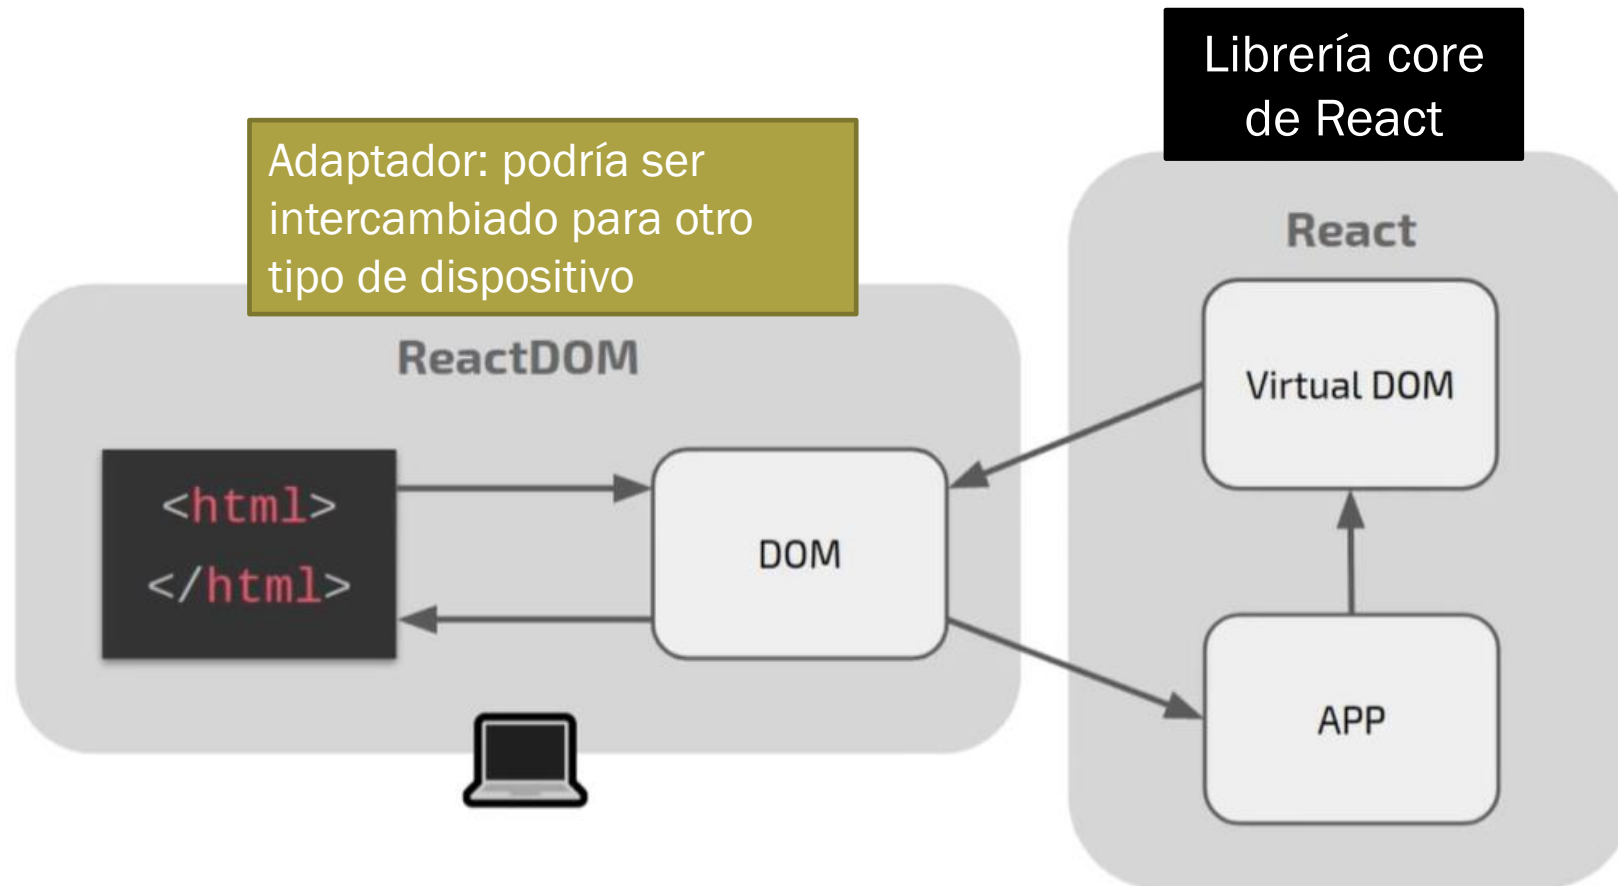 Librería core
de React
Adaptador: podría ser
intercambiado para otro
tipo de dispositivo
React
ReactDOM
Virtual DOM
<html>
</html>
DOM
APP